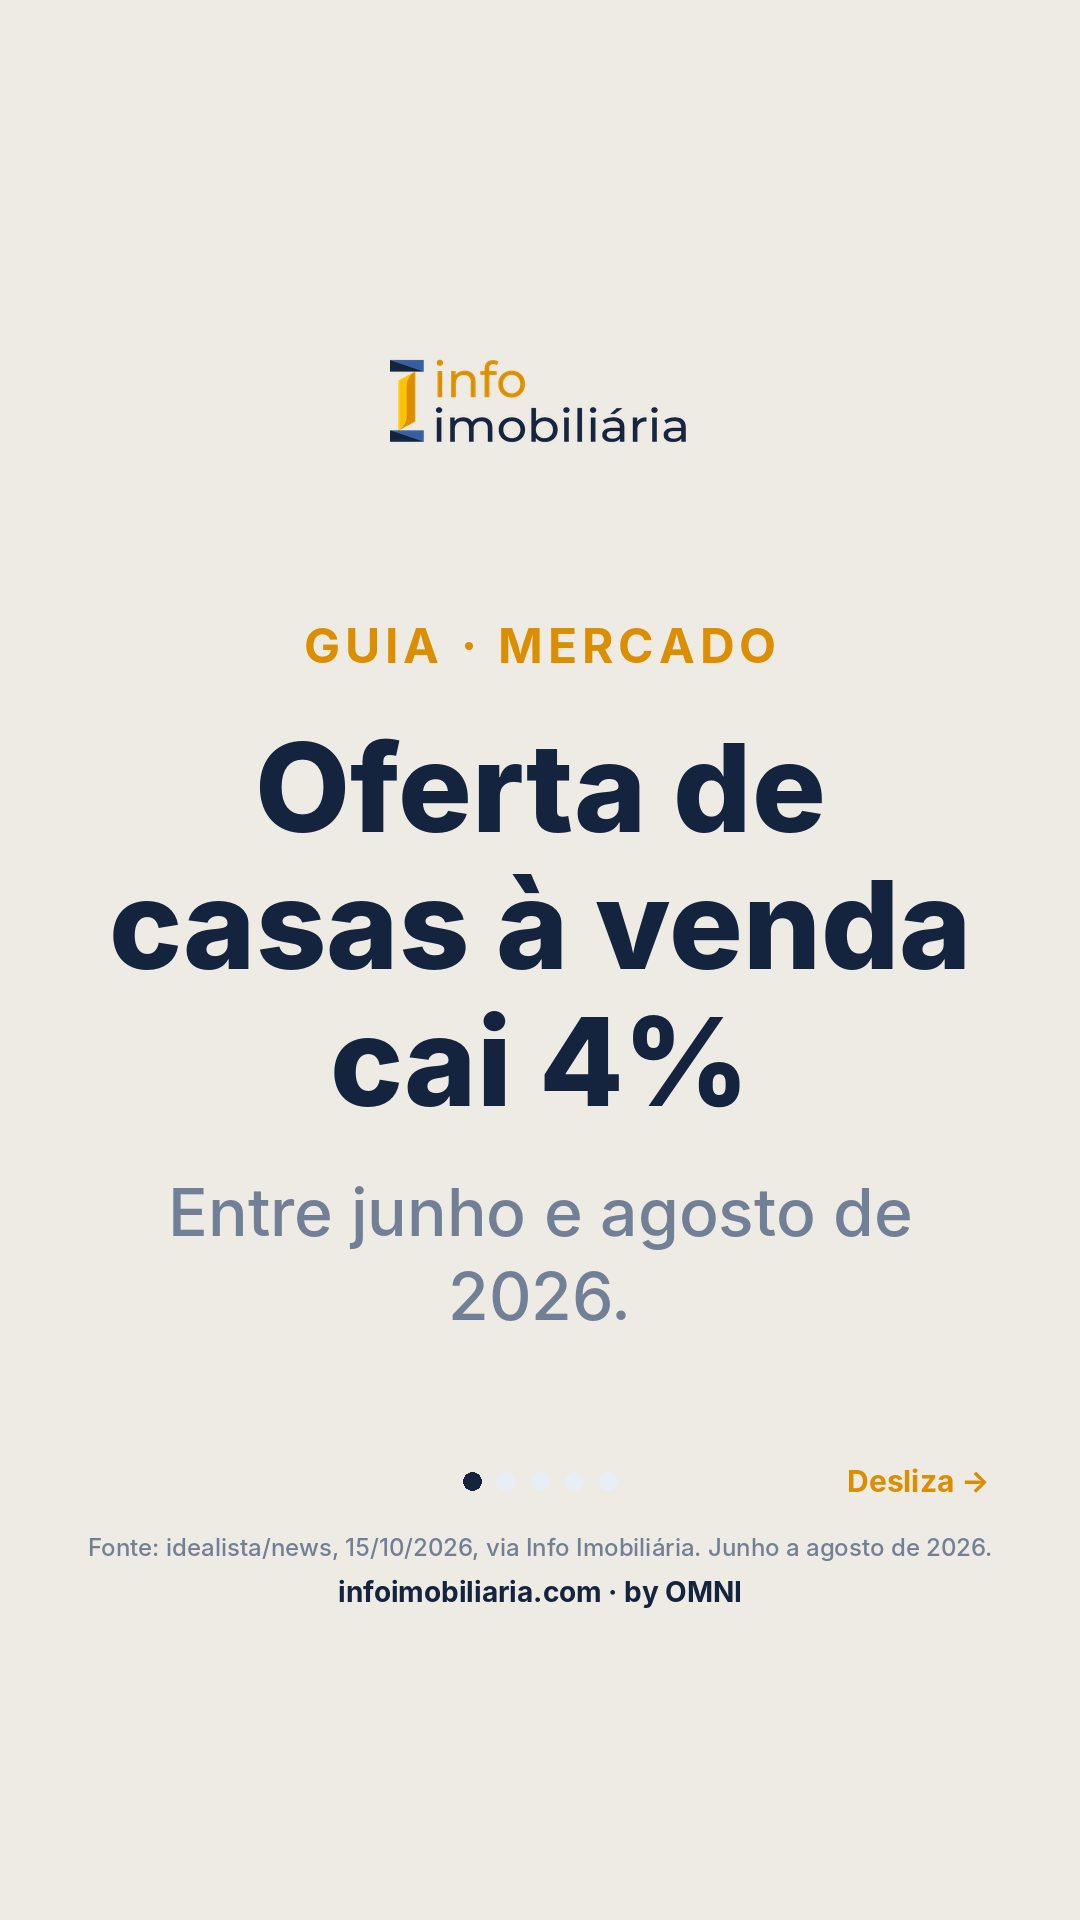 info
imobiliária
GUIA · MERCADO
Oferta de
casas à venda
cai 4%
Entre junho e agosto de
2026.
Desliza →
Fonte: idealista/news, 15/10/2026, via Info Imobiliária. Junho a agosto de 2026.
infoimobiliaria.com · by OMNI